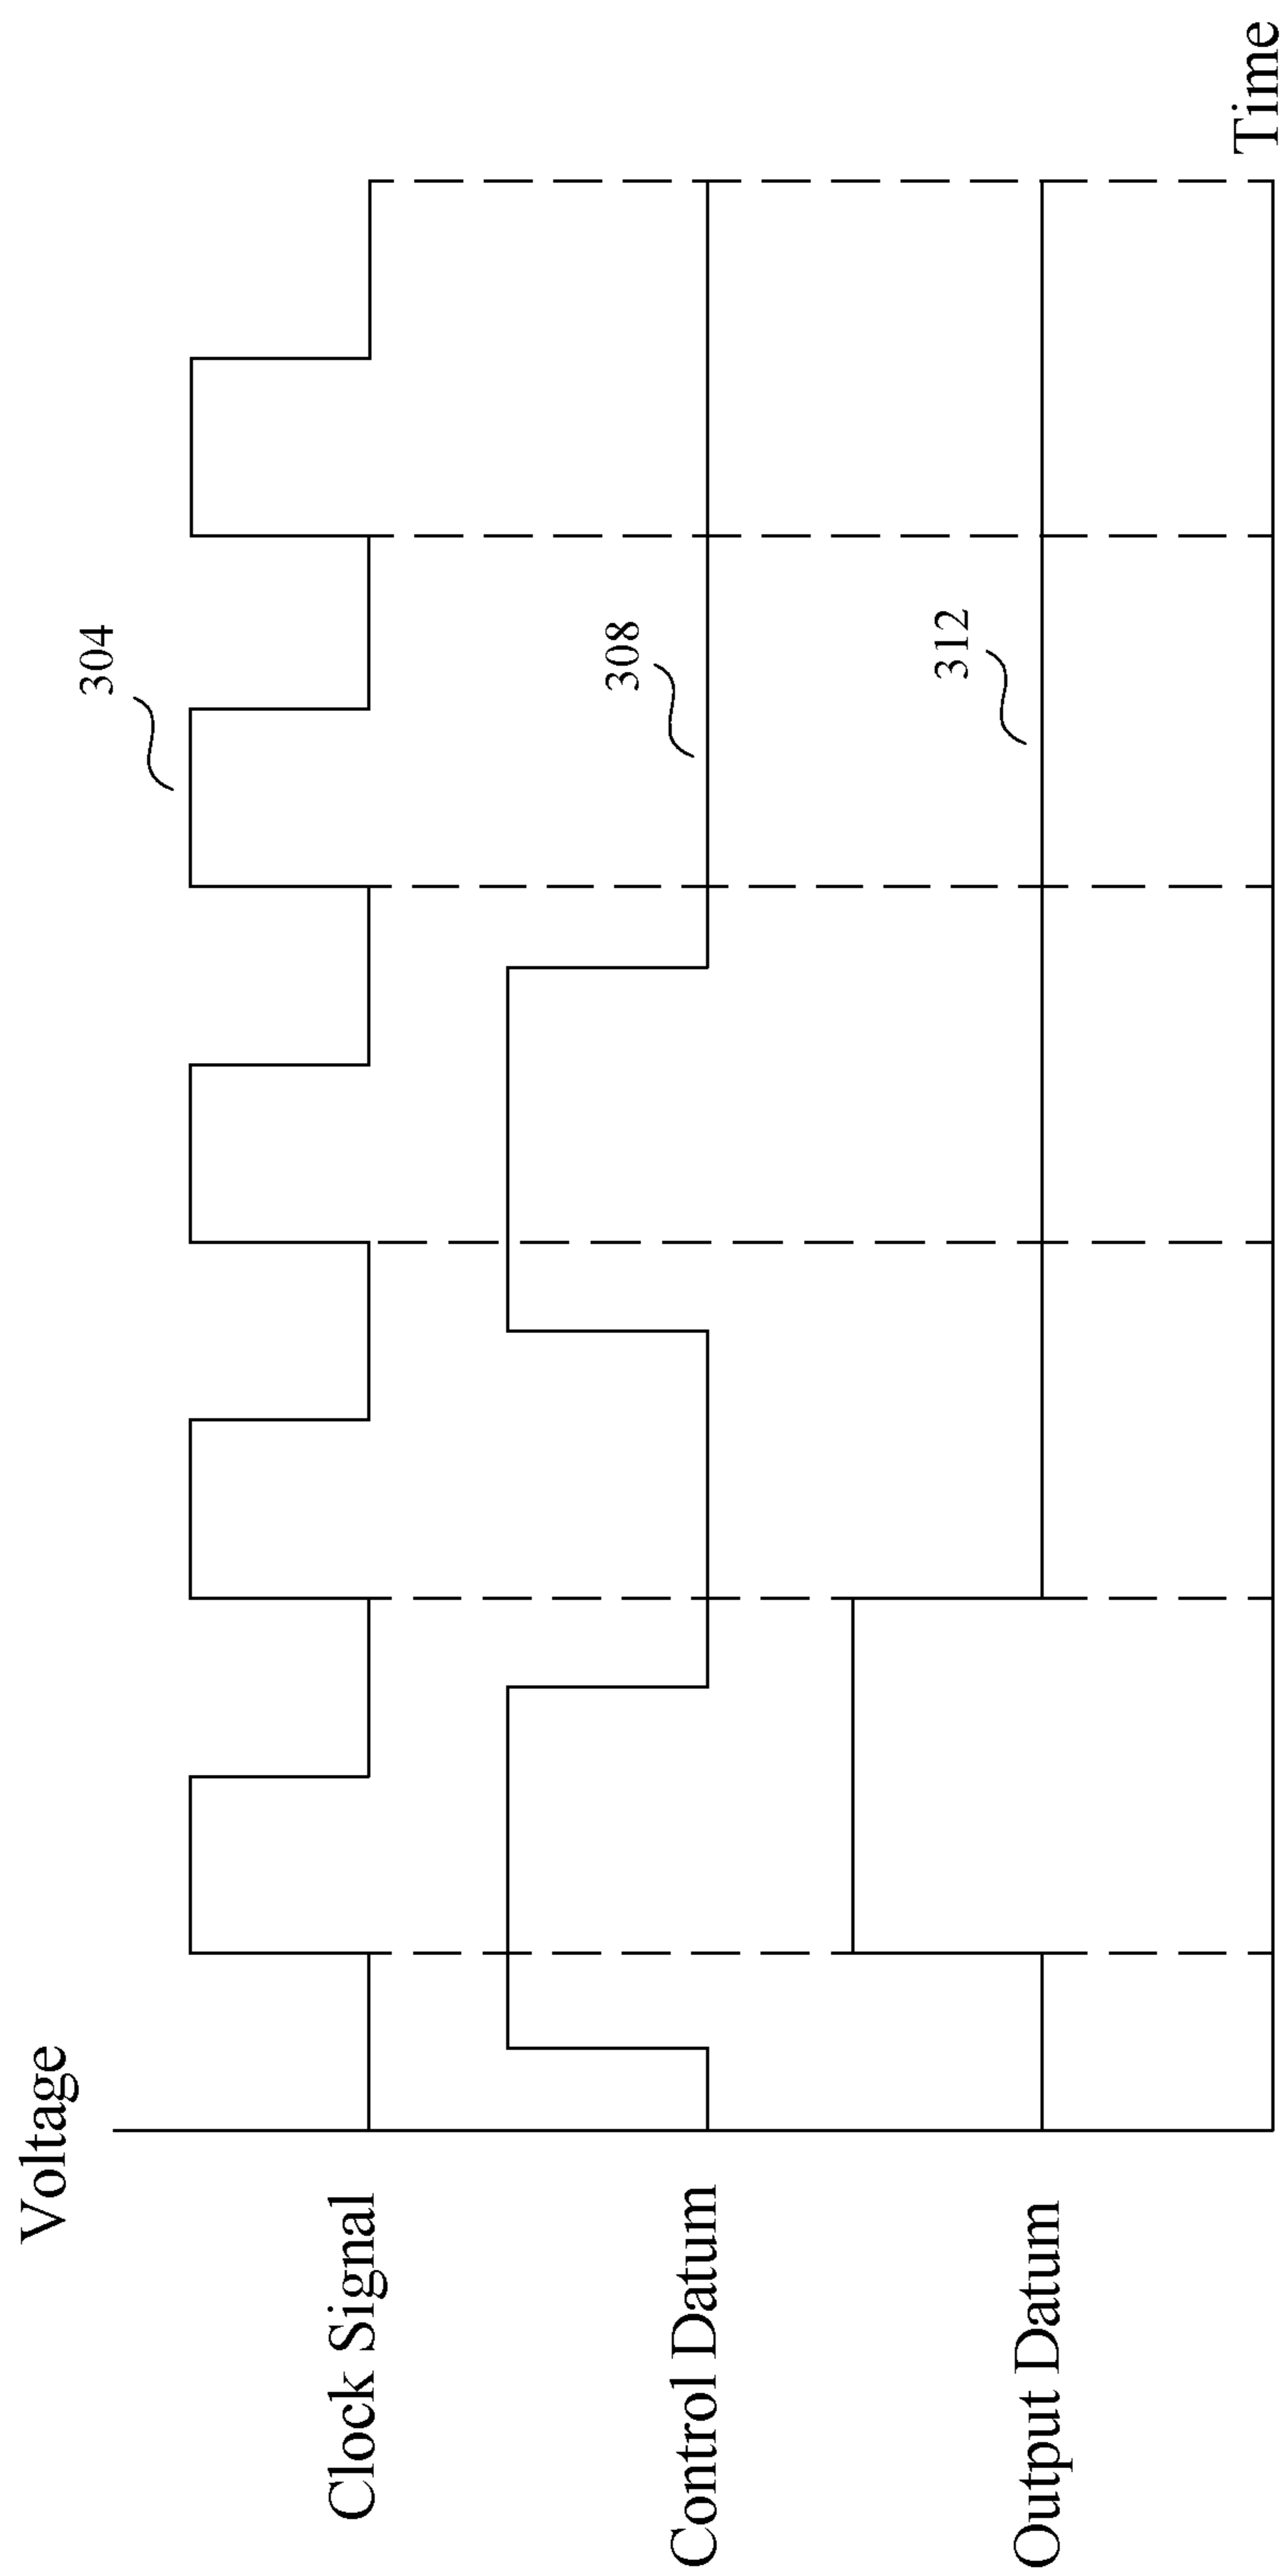 Voltage
304
Clock Signal
308
Control Datum
312
Output Datum
Time